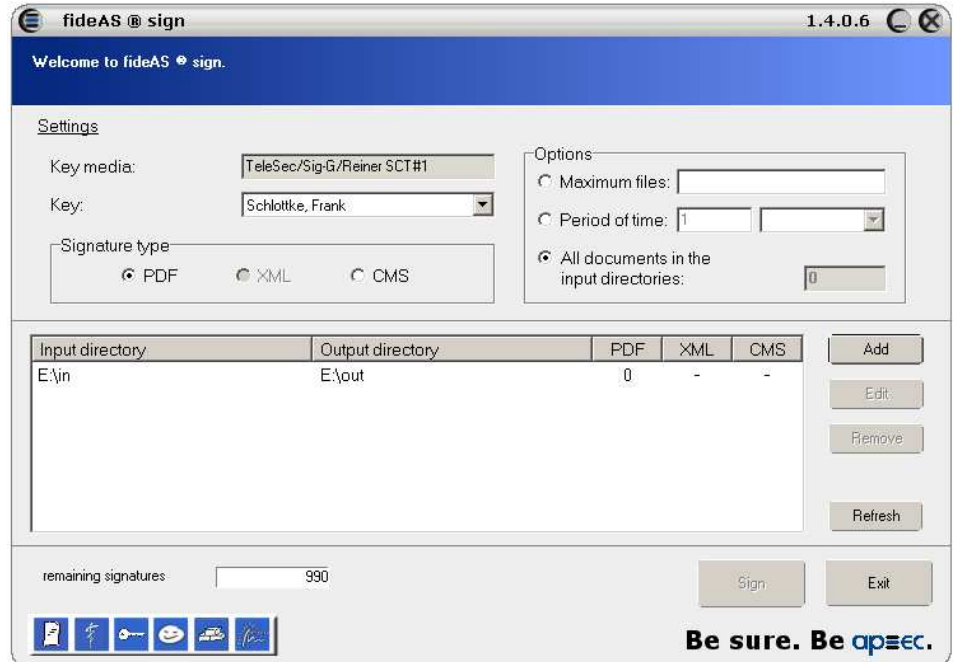 fideAS ® sign 1.4.0.6
Welcome to fideAS ® sign.
Settings
Key media: TeleSec/Sig-G/Reiner SCT#1
Key: Schlottke, Frank
Signature type
PDF XML CMS
Options
Maximum files:
Period of time: 1
All documents in the
input directories: 0
Input directory Output directory PDF XML CMS
E:\in E:\out 0 - -
Add
Edit
Remove
Refresh
remaining signatures 990
Sign Exit
Be sure. Be apsec.